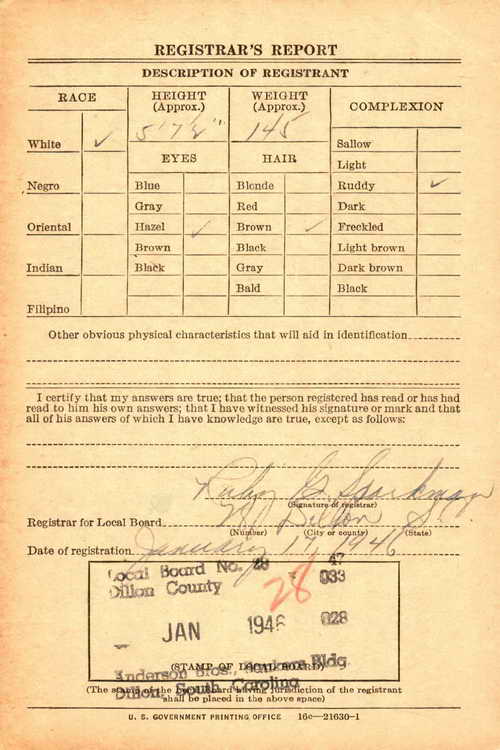 REGISTRAR'S REPORT
DESCRIPTION OF REGISTRANT
RACE
HEIGHT (Approx.)
WEIGHT (Approx.)
COMPLEXION
5'7½" 145
White ✓
EYES
HAIR
Sallow
Light
Negro
Blue
Blonde
Ruddy ✓
Gray
Red
Dark
Oriental
Hazel ✓
Brown ✓
Freckled
Brown
Black
Light brown
Indian
Black
Gray
Dark brown
Bald
Black
Filipino
Other obvious physical characteristics that will aid in identification
I certify that my answers are true; that the person registered has read or has had
read to him his own answers; that I have witnessed his signature or mark and that
all of his answers of which I have knowledge are true, except as follows:
Ruby G. Sparkman
(Signature of registrar)
Registrar for Local Board Dillon
(Number) (City or county) (State)
Date of registration January 17, 1946
Local Board No. 28 47
Dillon County 033
28
JAN 1946 028
Anderson Bros., Bankers Bldg.
(STAMP OF LOCAL BOARD)
Dillon, South Carolina
(The stamp of the Local Board having jurisdiction of the registrant
shall be placed in the above space)
U. S. GOVERNMENT PRINTING OFFICE 16c—21630-1